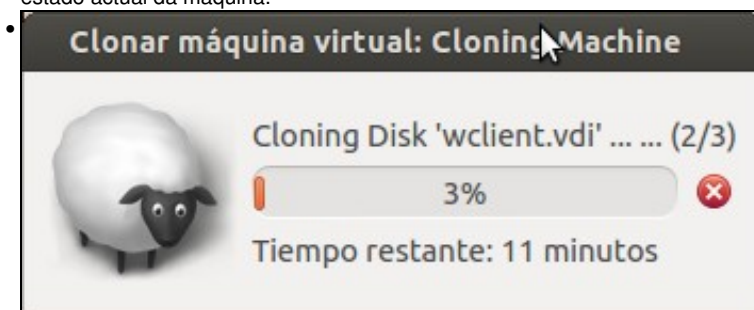 estado actual da máquina.
Clonar máquina virtual: Cloning Machine
Cloning Disk 'wclient.vdi' ... ... (2/3)
3%
Tiempo restante: 11 minutos